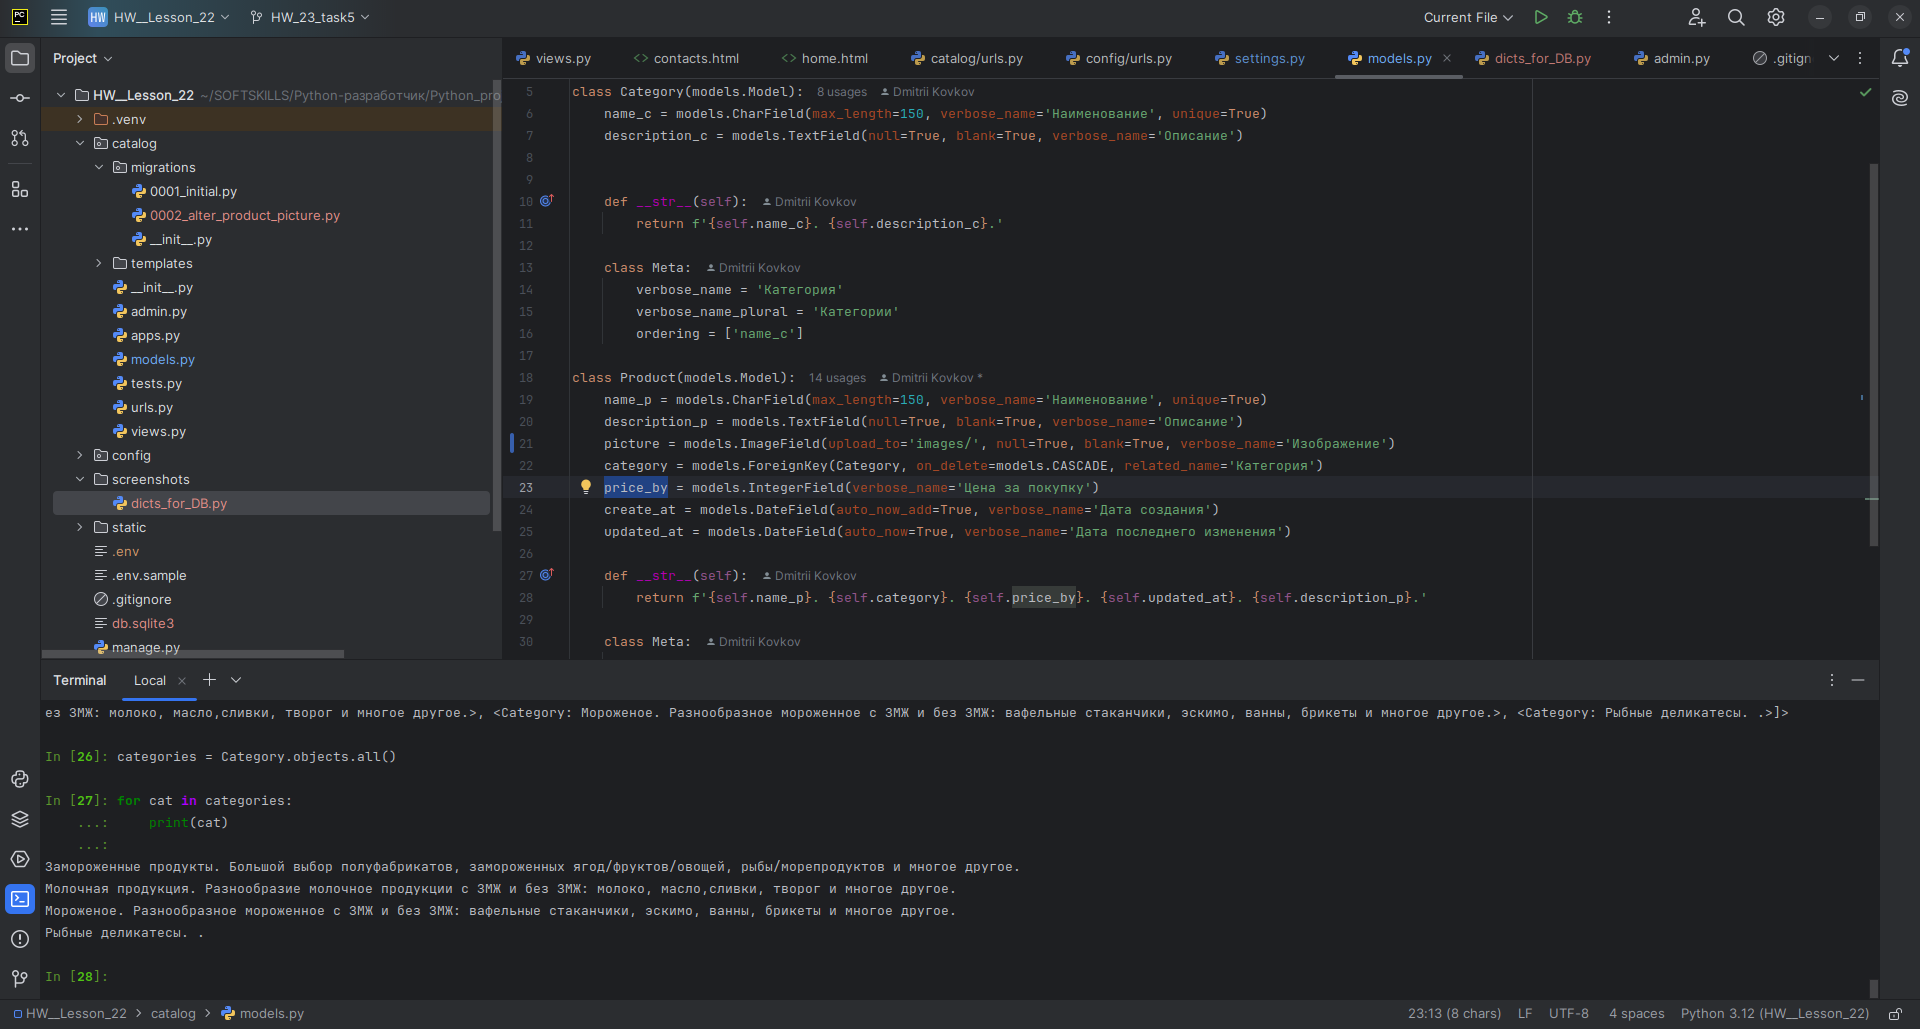 PC HW HW__Lesson_22 HW_23_task5 Current File
Project
views.py contacts.html home.html catalog/urls.py config/urls.py settings.py models.py dicts_for_DB.py admin.py .gitign
HW__Lesson_22 ~/SOFTSKILLS/Python-разработчик/Python_pro
.venv
catalog
migrations
0001_initial.py
0002_alter_product_picture.py
__init__.py
templates
__init__.py
admin.py
apps.py
models.py
tests.py
urls.py
views.py
config
screenshots
dicts_for_DB.py
static
.env
.env.sample
.gitignore
db.sqlite3
manage.py
5 class Category(models.Model): 8 usages Dmitrii Kovkov
6 name_c = models.CharField(max_length=150, verbose_name='Наименование', unique=True)
7 description_c = models.TextField(null=True, blank=True, verbose_name='Описание')
8
9
10 def __str__(self): Dmitrii Kovkov
11 return f'{self.name_c}. {self.description_c}.'
12
13 class Meta: Dmitrii Kovkov
14 verbose_name = 'Категория'
15 verbose_name_plural = 'Категории'
16 ordering = ['name_c']
17
18 class Product(models.Model): 14 usages Dmitrii Kovkov *
19 name_p = models.CharField(max_length=150, verbose_name='Наименование', unique=True)
20 description_p = models.TextField(null=True, blank=True, verbose_name='Описание')
21 picture = models.ImageField(upload_to='images/', null=True, blank=True, verbose_name='Изображение')
22 category = models.ForeignKey(Category, on_delete=models.CASCADE, related_name='Категория')
23 price_by = models.IntegerField(verbose_name='Цена за покупку')
24 create_at = models.DateField(auto_now_add=True, verbose_name='Дата создания')
25 updated_at = models.DateField(auto_now=True, verbose_name='Дата последнего изменения')
26
27 def __str__(self): Dmitrii Kovkov
28 return f'{self.name_p}. {self.category}. {self.price_by}. {self.updated_at}. {self.description_p}.'
29
30 class Meta: Dmitrii Kovkov
Terminal Local
ез ЗМЖ: молоко, масло,сливки, творог и многое другое.>, <Category: Мороженое. Разнообразное мороженное с ЗМЖ и без ЗМЖ: вафельные стаканчики, эскимо, ванны, брикеты и многое другое.>, <Category: Рыбные деликатесы. .>]>
In [26]: categories = Category.objects.all()
In [27]: for cat in categories:
...: print(cat)
...:
Замороженные продукты. Большой выбор полуфабрикатов, замороженных ягод/фруктов/овощей, рыбы/морепродуктов и многое другое.
Молочная продукция. Разнообразие молочное продукции с ЗМЖ и без ЗМЖ: молоко, масло,сливки, творог и многое другое.
Мороженое. Разнообразное мороженное с ЗМЖ и без ЗМЖ: вафельные стаканчики, эскимо, ванны, брикеты и многое другое.
Рыбные деликатесы. .
In [28]:
HW__Lesson_22 > catalog > models.py 23:13 (8 chars) LF UTF-8 4 spaces Python 3.12 (HW__Lesson_22)